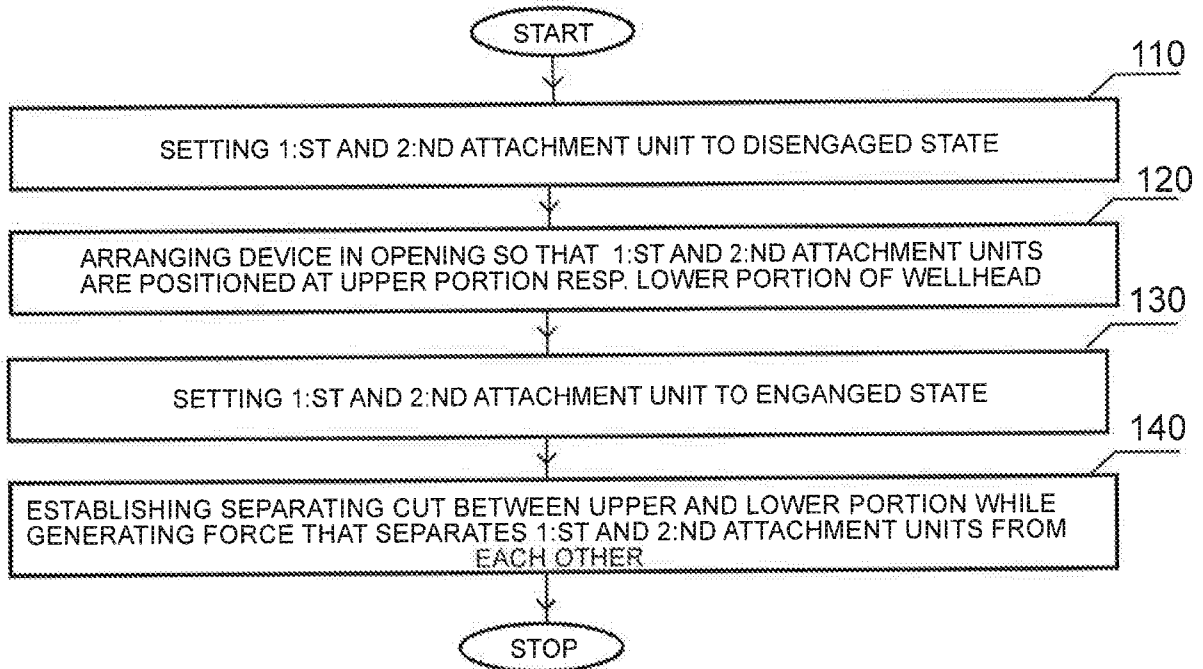 START
110
SETTING 1:ST AND 2:ND ATTACHMENT UNIT TO DISENGAGED STATE
120
ARRANGING DEVICE IN OPENING SO THAT 1:ST AND 2:ND ATTACHMENT UNITS
ARE POSITIONED AT UPPER PORTION RESP. LOWER PORTION OF WELLHEAD
130
SETTING 1:ST AND 2:ND ATTACHMENT UNIT TO ENGANGED STATE
140
ESTABLISHING SEPARATING CUT BETWEEN UPPER AND LOWER PORTION WHILE
GENERATING FORCE THAT SEPARATES 1:ST AND 2:ND ATTACHMENT UNITS FROM
EACH OTHER
STOP